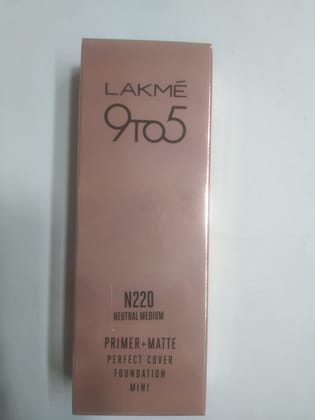 LAKMÉ
9TO5
N220
NEUTRAL MEDIUM
PRIMER+MATTE
PERFECT COVER
FOUNDATION
MINI